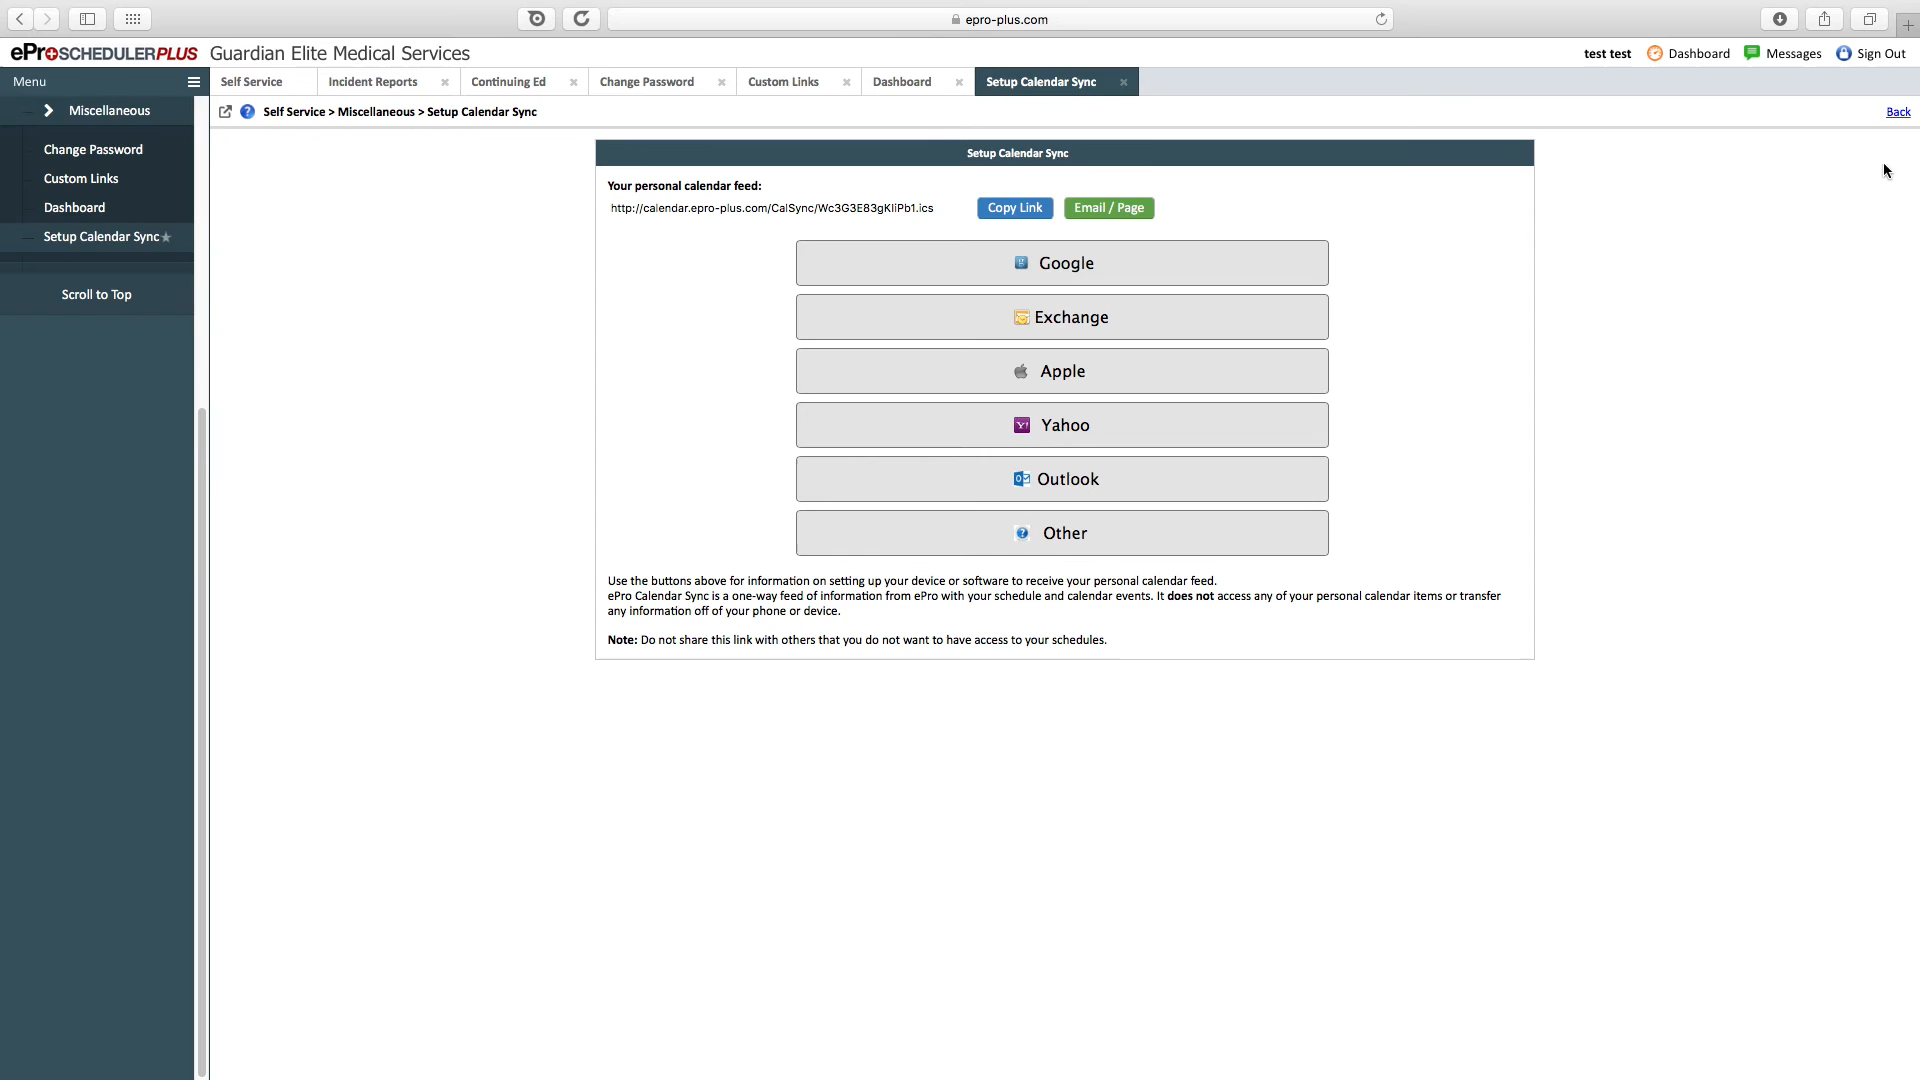 epro-plus.com
eProSCHEDULERPLUS Guardian Elite Medical Services
test test Dashboard Messages Sign Out
Menu
Self Service Incident Reports Continuing Ed Change Password Custom Links Dashboard Setup Calendar Sync
Miscellaneous
Self Service > Miscellaneous > Setup Calendar Sync
Back
Change Password
Custom Links
Dashboard
Setup Calendar Sync
Scroll to Top
Setup Calendar Sync
Your personal calendar feed:
http://calendar.epro-plus.com/CalSync/Wc3G3E83gKliPb1.ics Copy Link Email / Page
Google
Exchange
Apple
Yahoo
Outlook
Other
Use the buttons above for information on setting up your device or software to receive your personal calendar feed.
ePro Calendar Sync is a one-way feed of information from ePro with your schedule and calendar events. It does not access any of your personal calendar items or transfer
any information off of your phone or device.
Note: Do not share this link with others that you do not want to have access to your schedules.